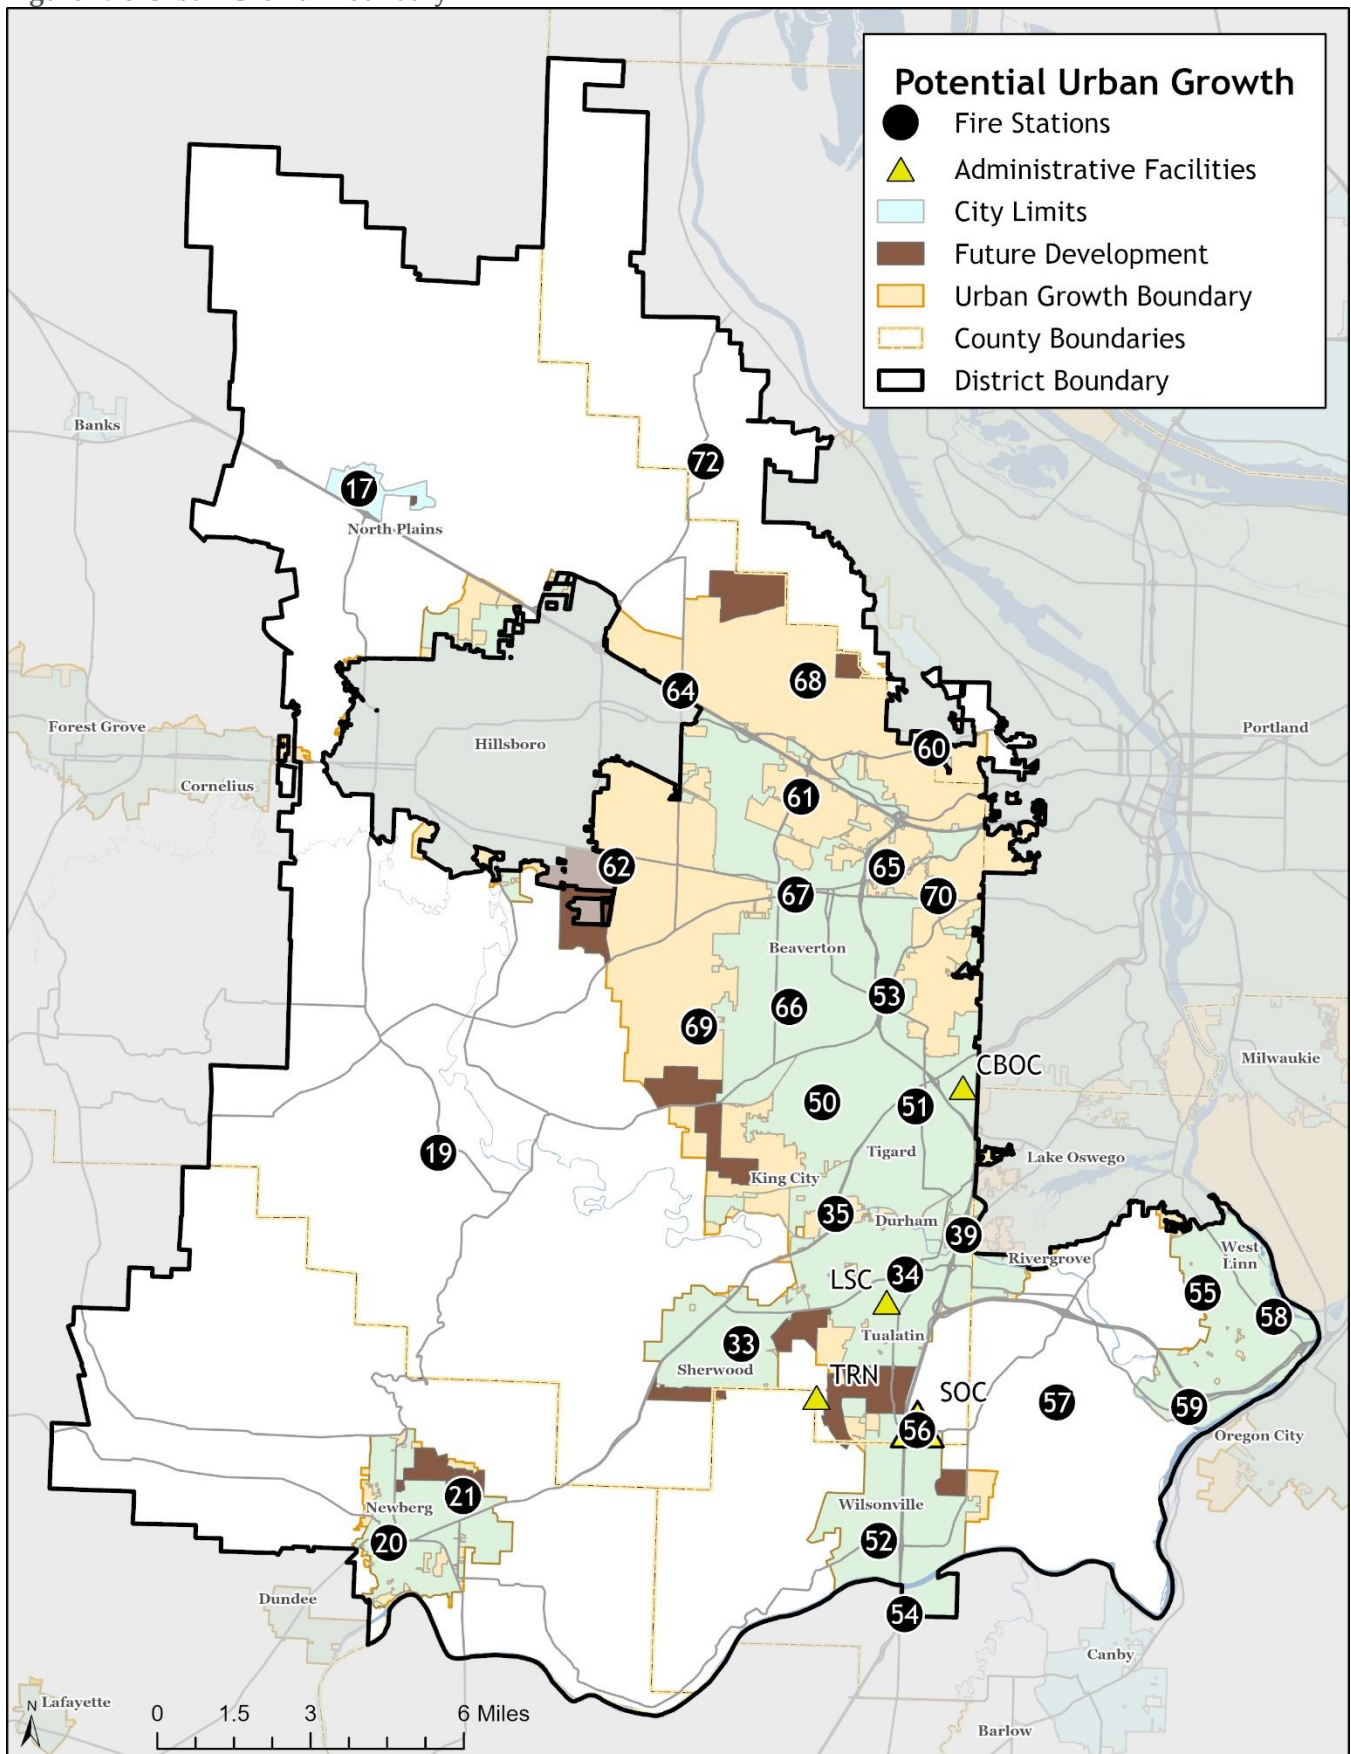 Potential Urban Growth
Fire Stations
Administrative Facilities
City Limits
Future Development
Urban Growth Boundary
County Boundaries
District Boundary
Banks
72
17
North Plains
68
64
Forest Grove
Portland
Hillsboro
60
Cornelius
61
62
65
67
70
Beaverton
53
66
69
Milwaukie
CBOC
50
51
19
Tigard
Lake Oswego
King City
35
Durham
39
West
Linn
Rivergrove
LSC
34
55
58
Tualatin
33
Sherwood
TRN
SOC
57
59
56
Oregon City
21
Newberg
Wilsonville
20
52
Dundee
54
Canby
N
Lafayette
0 1.5 3 6 Miles
Barlow